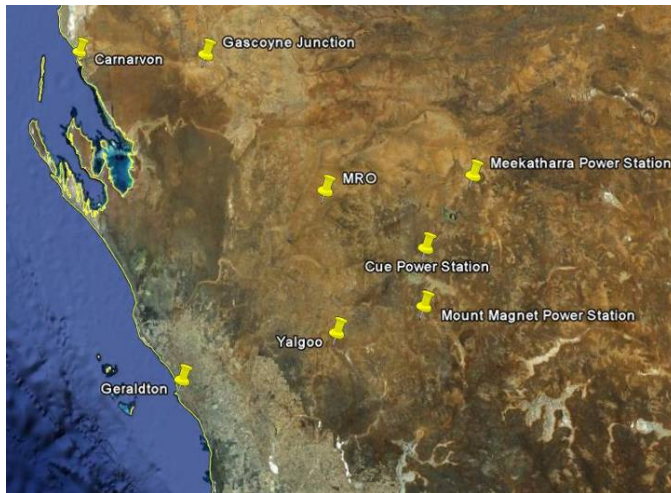 Gascoyne Junction
Carnarvon
Meekatharra Power Station
MRO
Cue Power Station
Mount Magnet Power Station
Yalgoo
Geraldton